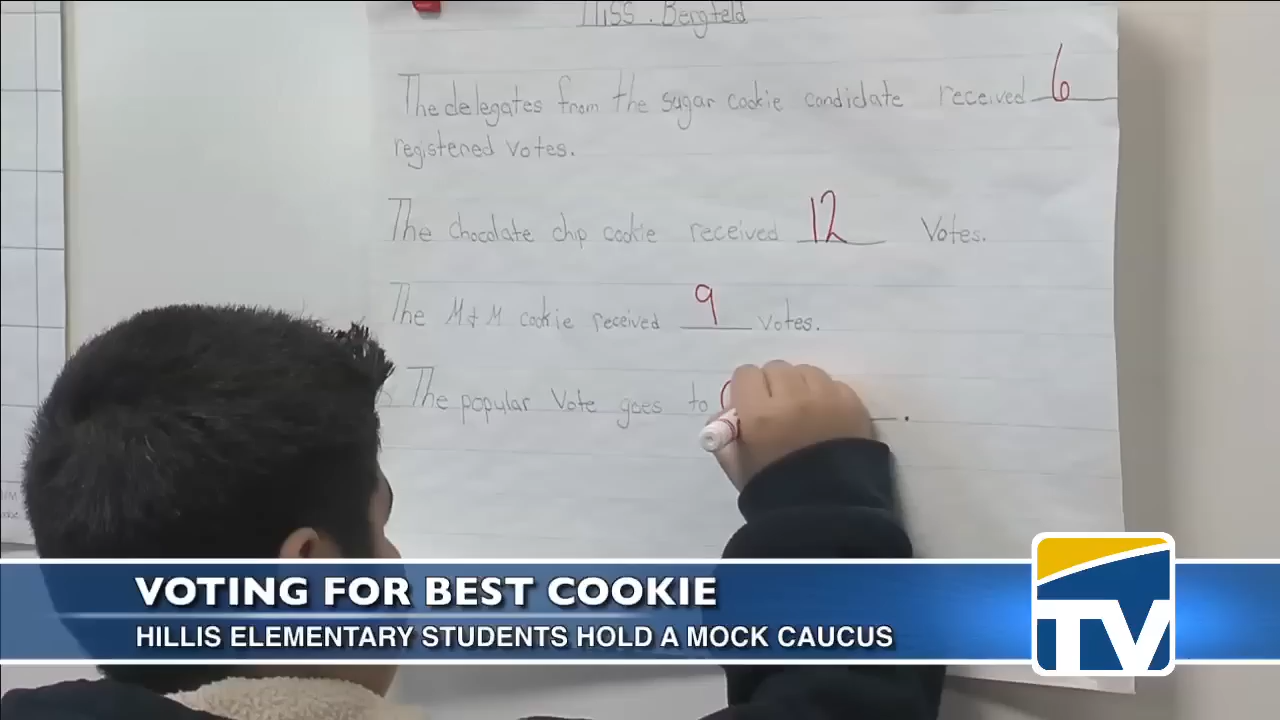 Miss. Bergfeld
The delegates from the sugar cookie candidate received 6
registered votes.
The chocolate chip cookie received 12 Votes.
The M&M cookie received 9 votes.
The popular Vote goes to
VOTING FOR BEST COOKIE
HILLIS ELEMENTARY STUDENTS HOLD A MOCK CAUCUS
TV